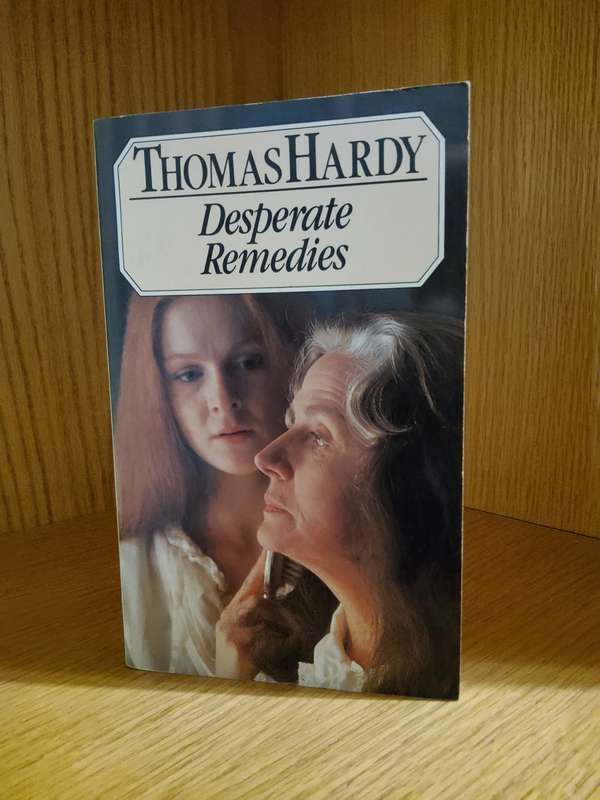 THOMAS HARDY
Desperate
Remedies